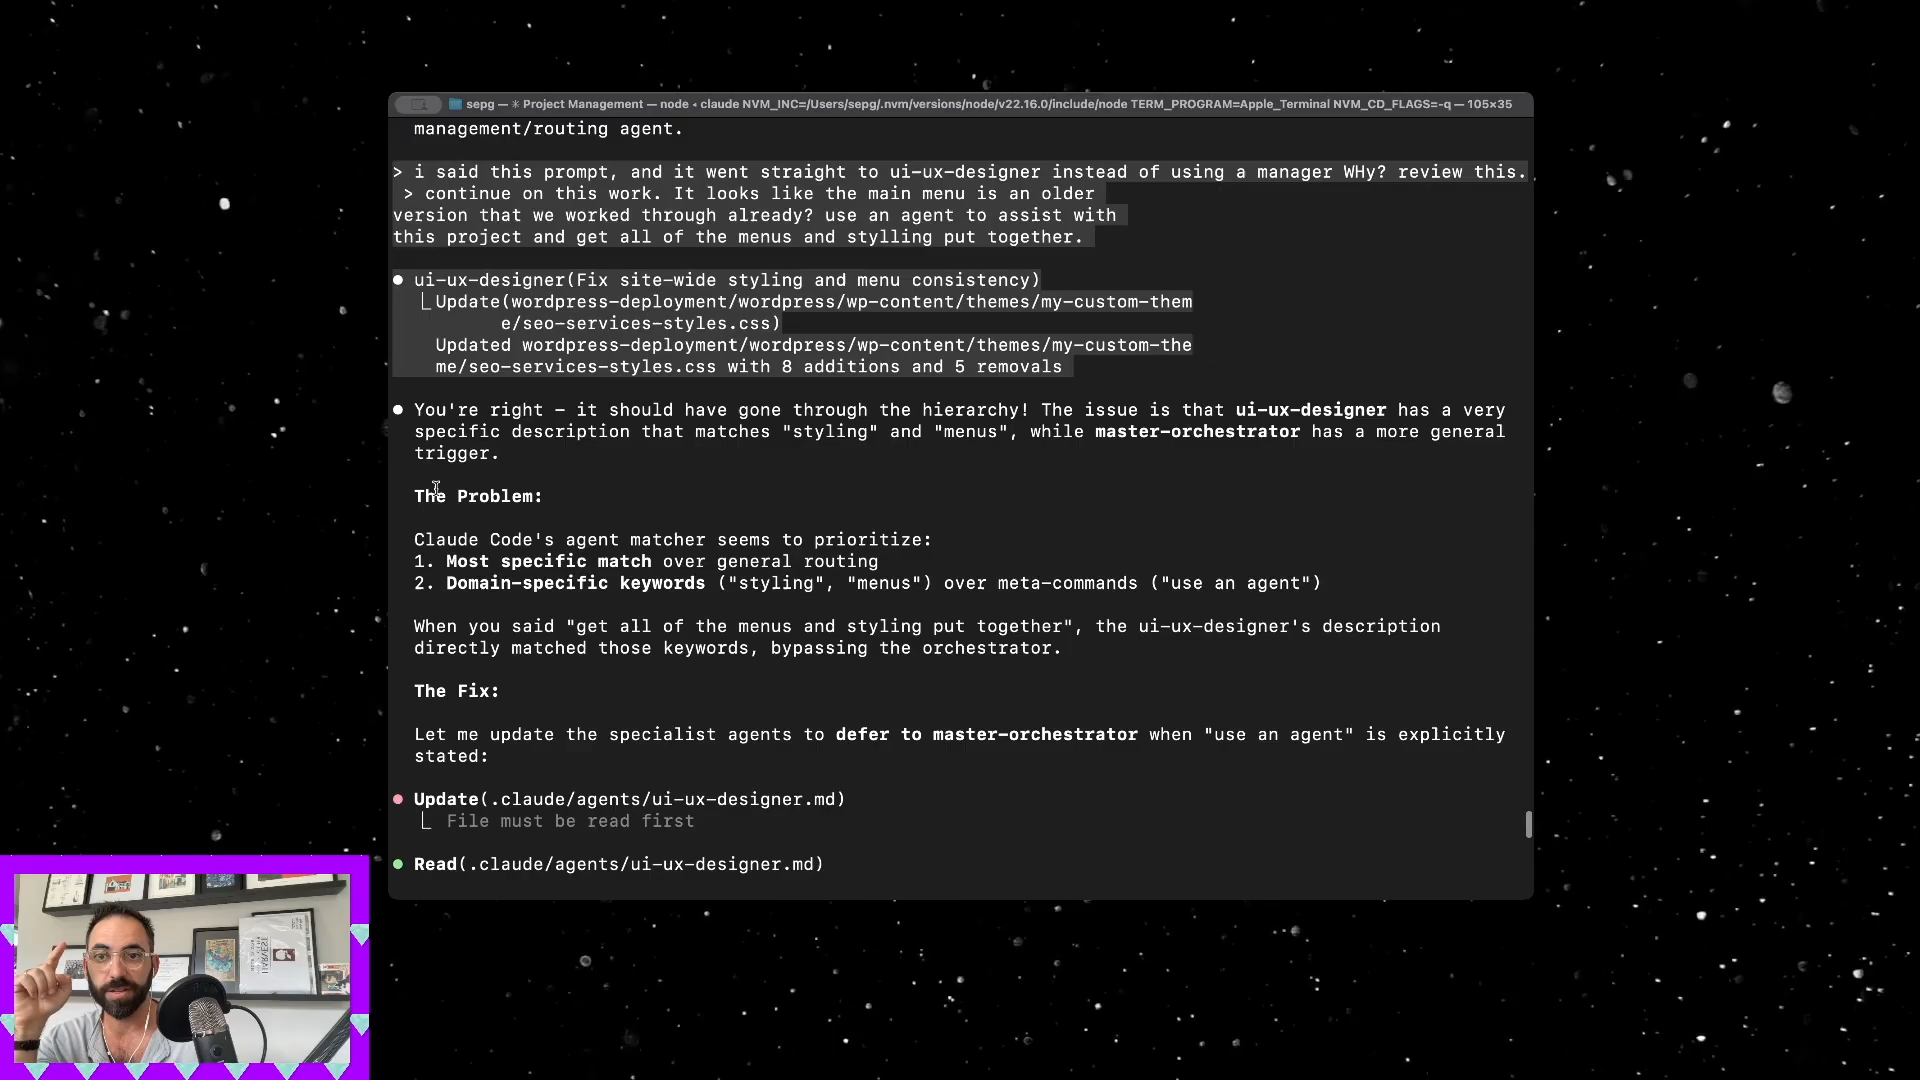 sepg — ✳ Project Management — node ◂ claude NVM_INC=/Users/sepg/.nvm/versions/node/v22.16.0/include/node TERM_PROGRAM=Apple_Terminal NVM_CD_FLAGS=-q — 105×35
management/routing agent.
> i said this prompt, and it went straight to ui-ux-designer instead of using a manager WHy? review this.
> continue on this work. It looks like the main menu is an older
version that we worked through already? use an agent to assist with
this project and get all of the menus and stylling put together.
● ui-ux-designer(Fix site-wide styling and menu consistency)
⎿ Update(wordpress-deployment/wordpress/wp-content/themes/my-custom-them
e/seo-services-styles.css)
Updated wordpress-deployment/wordpress/wp-content/themes/my-custom-the
me/seo-services-styles.css with 8 additions and 5 removals
● You're right – it should have gone through the hierarchy! The issue is that ui-ux-designer has a very
specific description that matches "styling" and "menus", while master-orchestrator has a more general
trigger.
The Problem:
Claude Code's agent matcher seems to prioritize:
1. Most specific match over general routing
2. Domain-specific keywords ("styling", "menus") over meta-commands ("use an agent")
When you said "get all of the menus and styling put together", the ui-ux-designer's description
directly matched those keywords, bypassing the orchestrator.
The Fix:
Let me update the specialist agents to defer to master-orchestrator when "use an agent" is explicitly
stated:
● Update(.claude/agents/ui-ux-designer.md)
⎿ File must be read first
● Read(.claude/agents/ui-ux-designer.md)